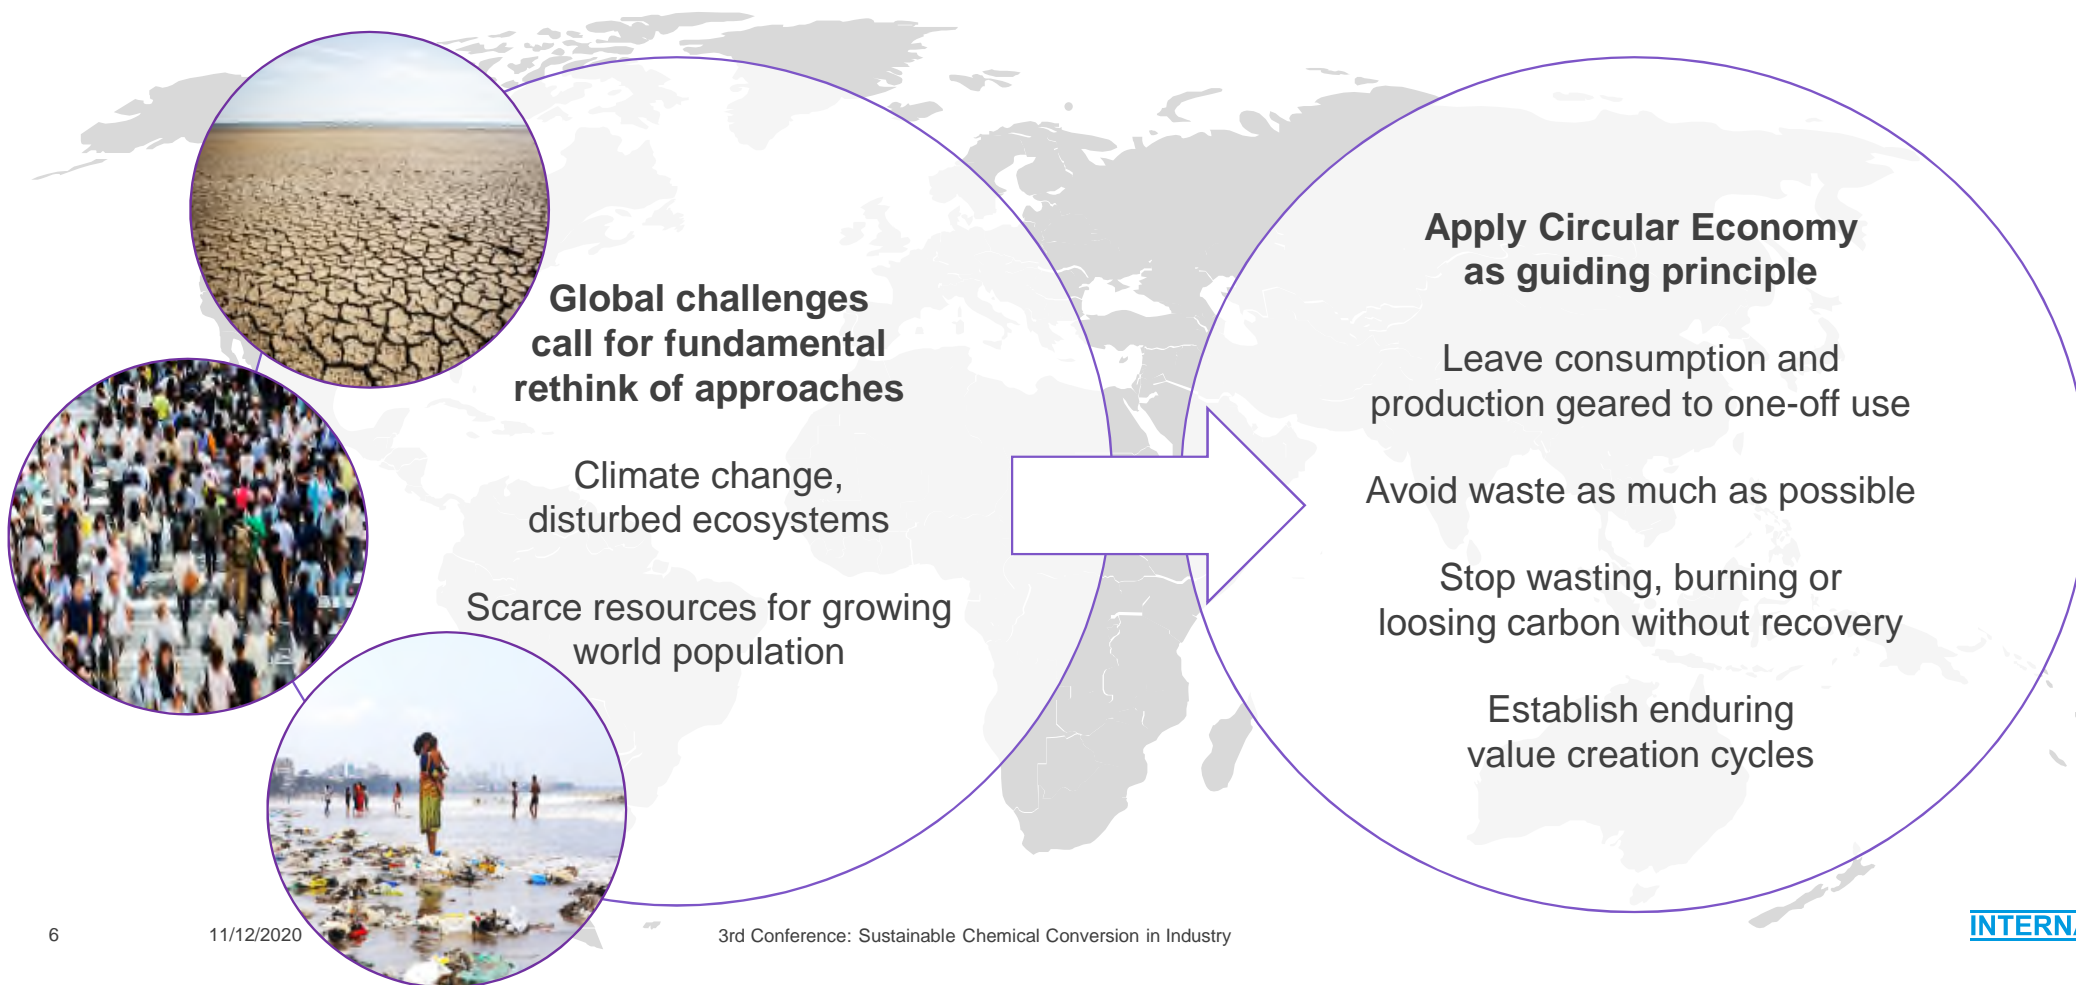 Global challenges
call for fundamental
rethink of approaches
Climate change,
disturbed ecosystems
Scarce resources for growing
world population
Apply Circular Economy
as guiding principle
Leave consumption and
production geared to one-off use
Avoid waste as much as possible
Stop wasting, burning or
loosing carbon without recovery
Establish enduring
value creation cycles
6
11/12/2020
3rd Conference: Sustainable Chemical Conversion in Industry